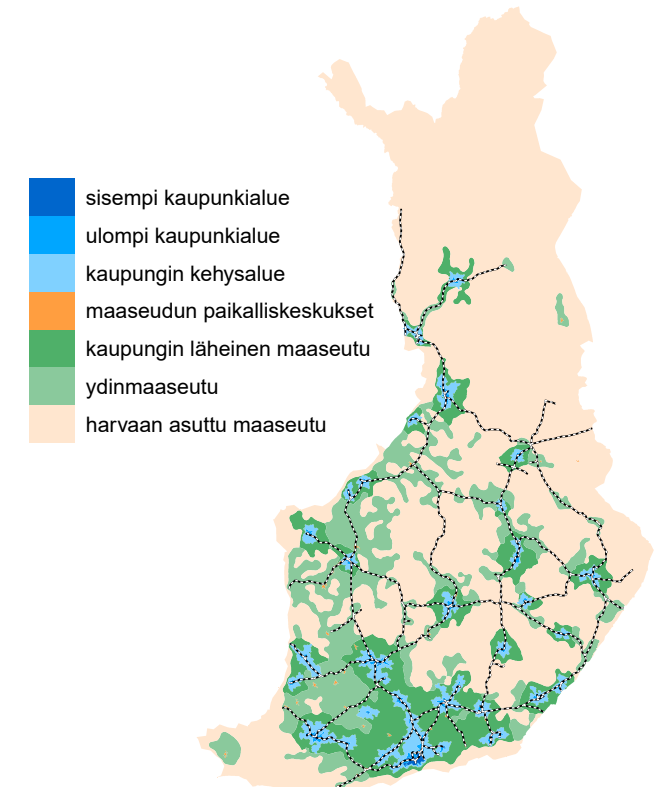 sisempi kaupunkialue
ulompi kaupunkialue
kaupungin kehysalue
maaseudun paikalliskeskukset
kaupungin läheinen maaseutu
ydinmaaseutu
harvaan asuttu maaseutu